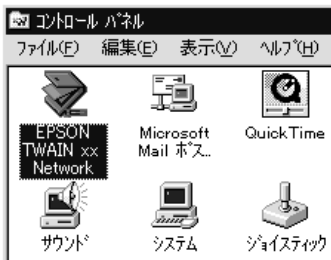 コントロール パネル
ファイル(F) 編集(E) 表示(V) ヘルプ(H)
EPSON
TWAIN xx
Network
Microsoft
Mail ポス...
QuickTime
サウンド
システム
ジョイスティック